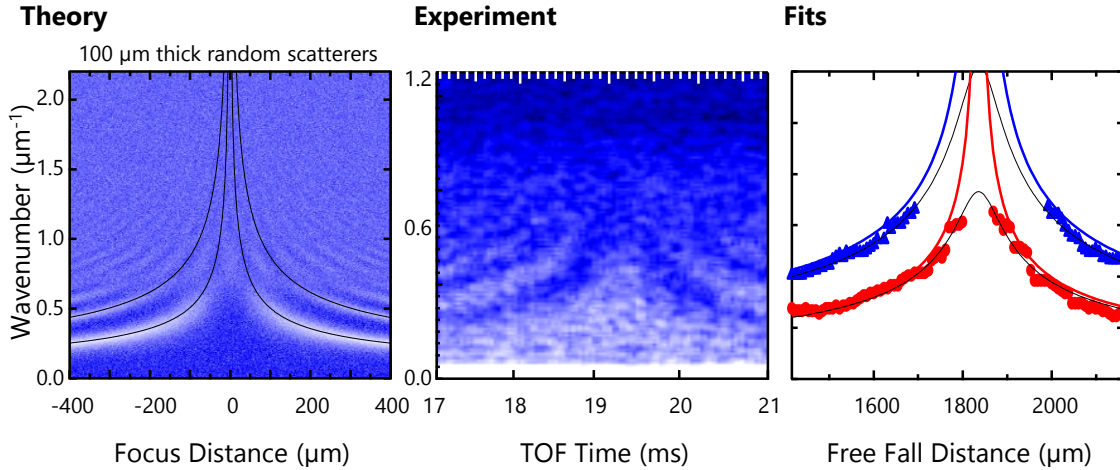 Theory
Experiment
Fits
100 µm thick random scatterers
Wavenumber (µm⁻¹)
2.0
1.5
1.0
0.5
0.0
-400
-200
0
200
400
Focus Distance (µm)
1.2
0.6
0.0
17
18
19
20
21
TOF Time (ms)
1600
1800
2000
Free Fall Distance (µm)